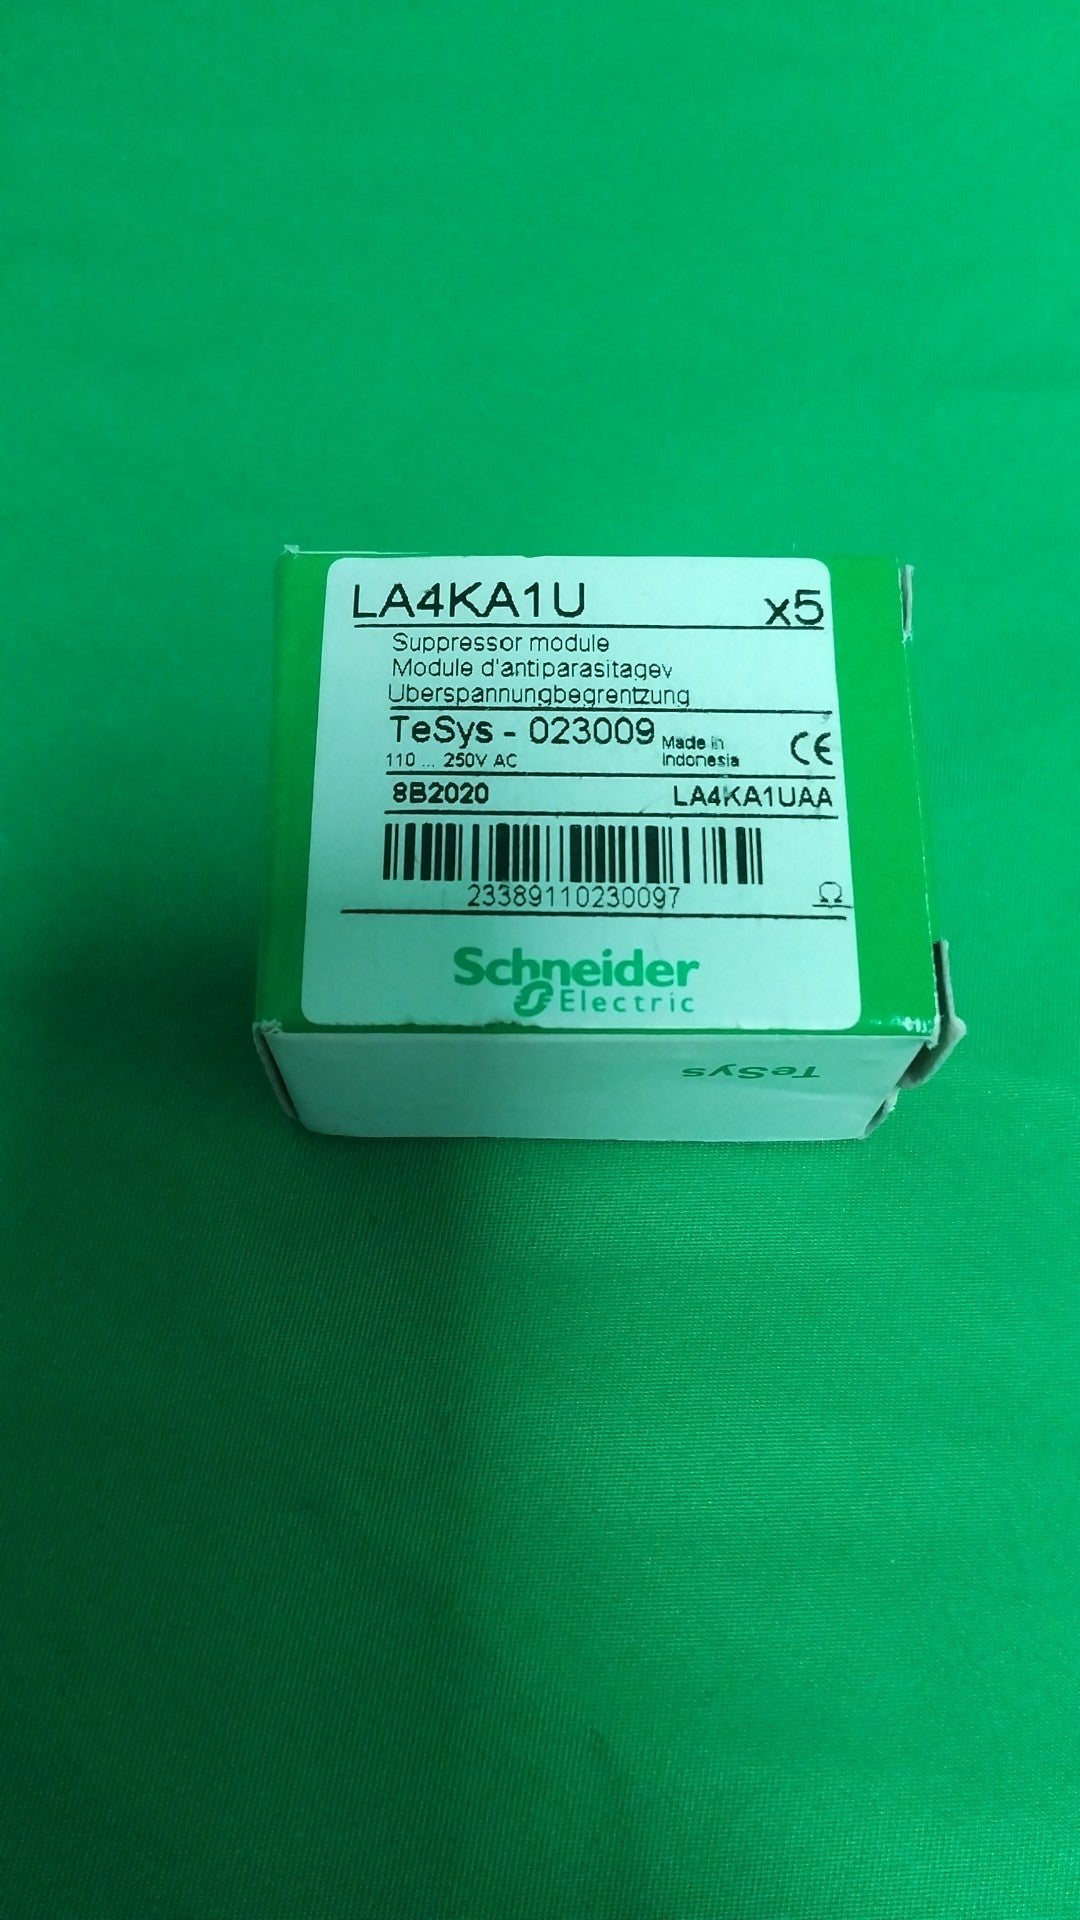 LA4KA1U x5
Suppressor module
Module d'antiparasitagev
Uberspannungbegrentzung
TeSys - 023009 Made in
110 ... 250V AC Indonesia
CE
8B2020 LA4KA1UAA
23389110230097
Schneider
Electric
TeSys